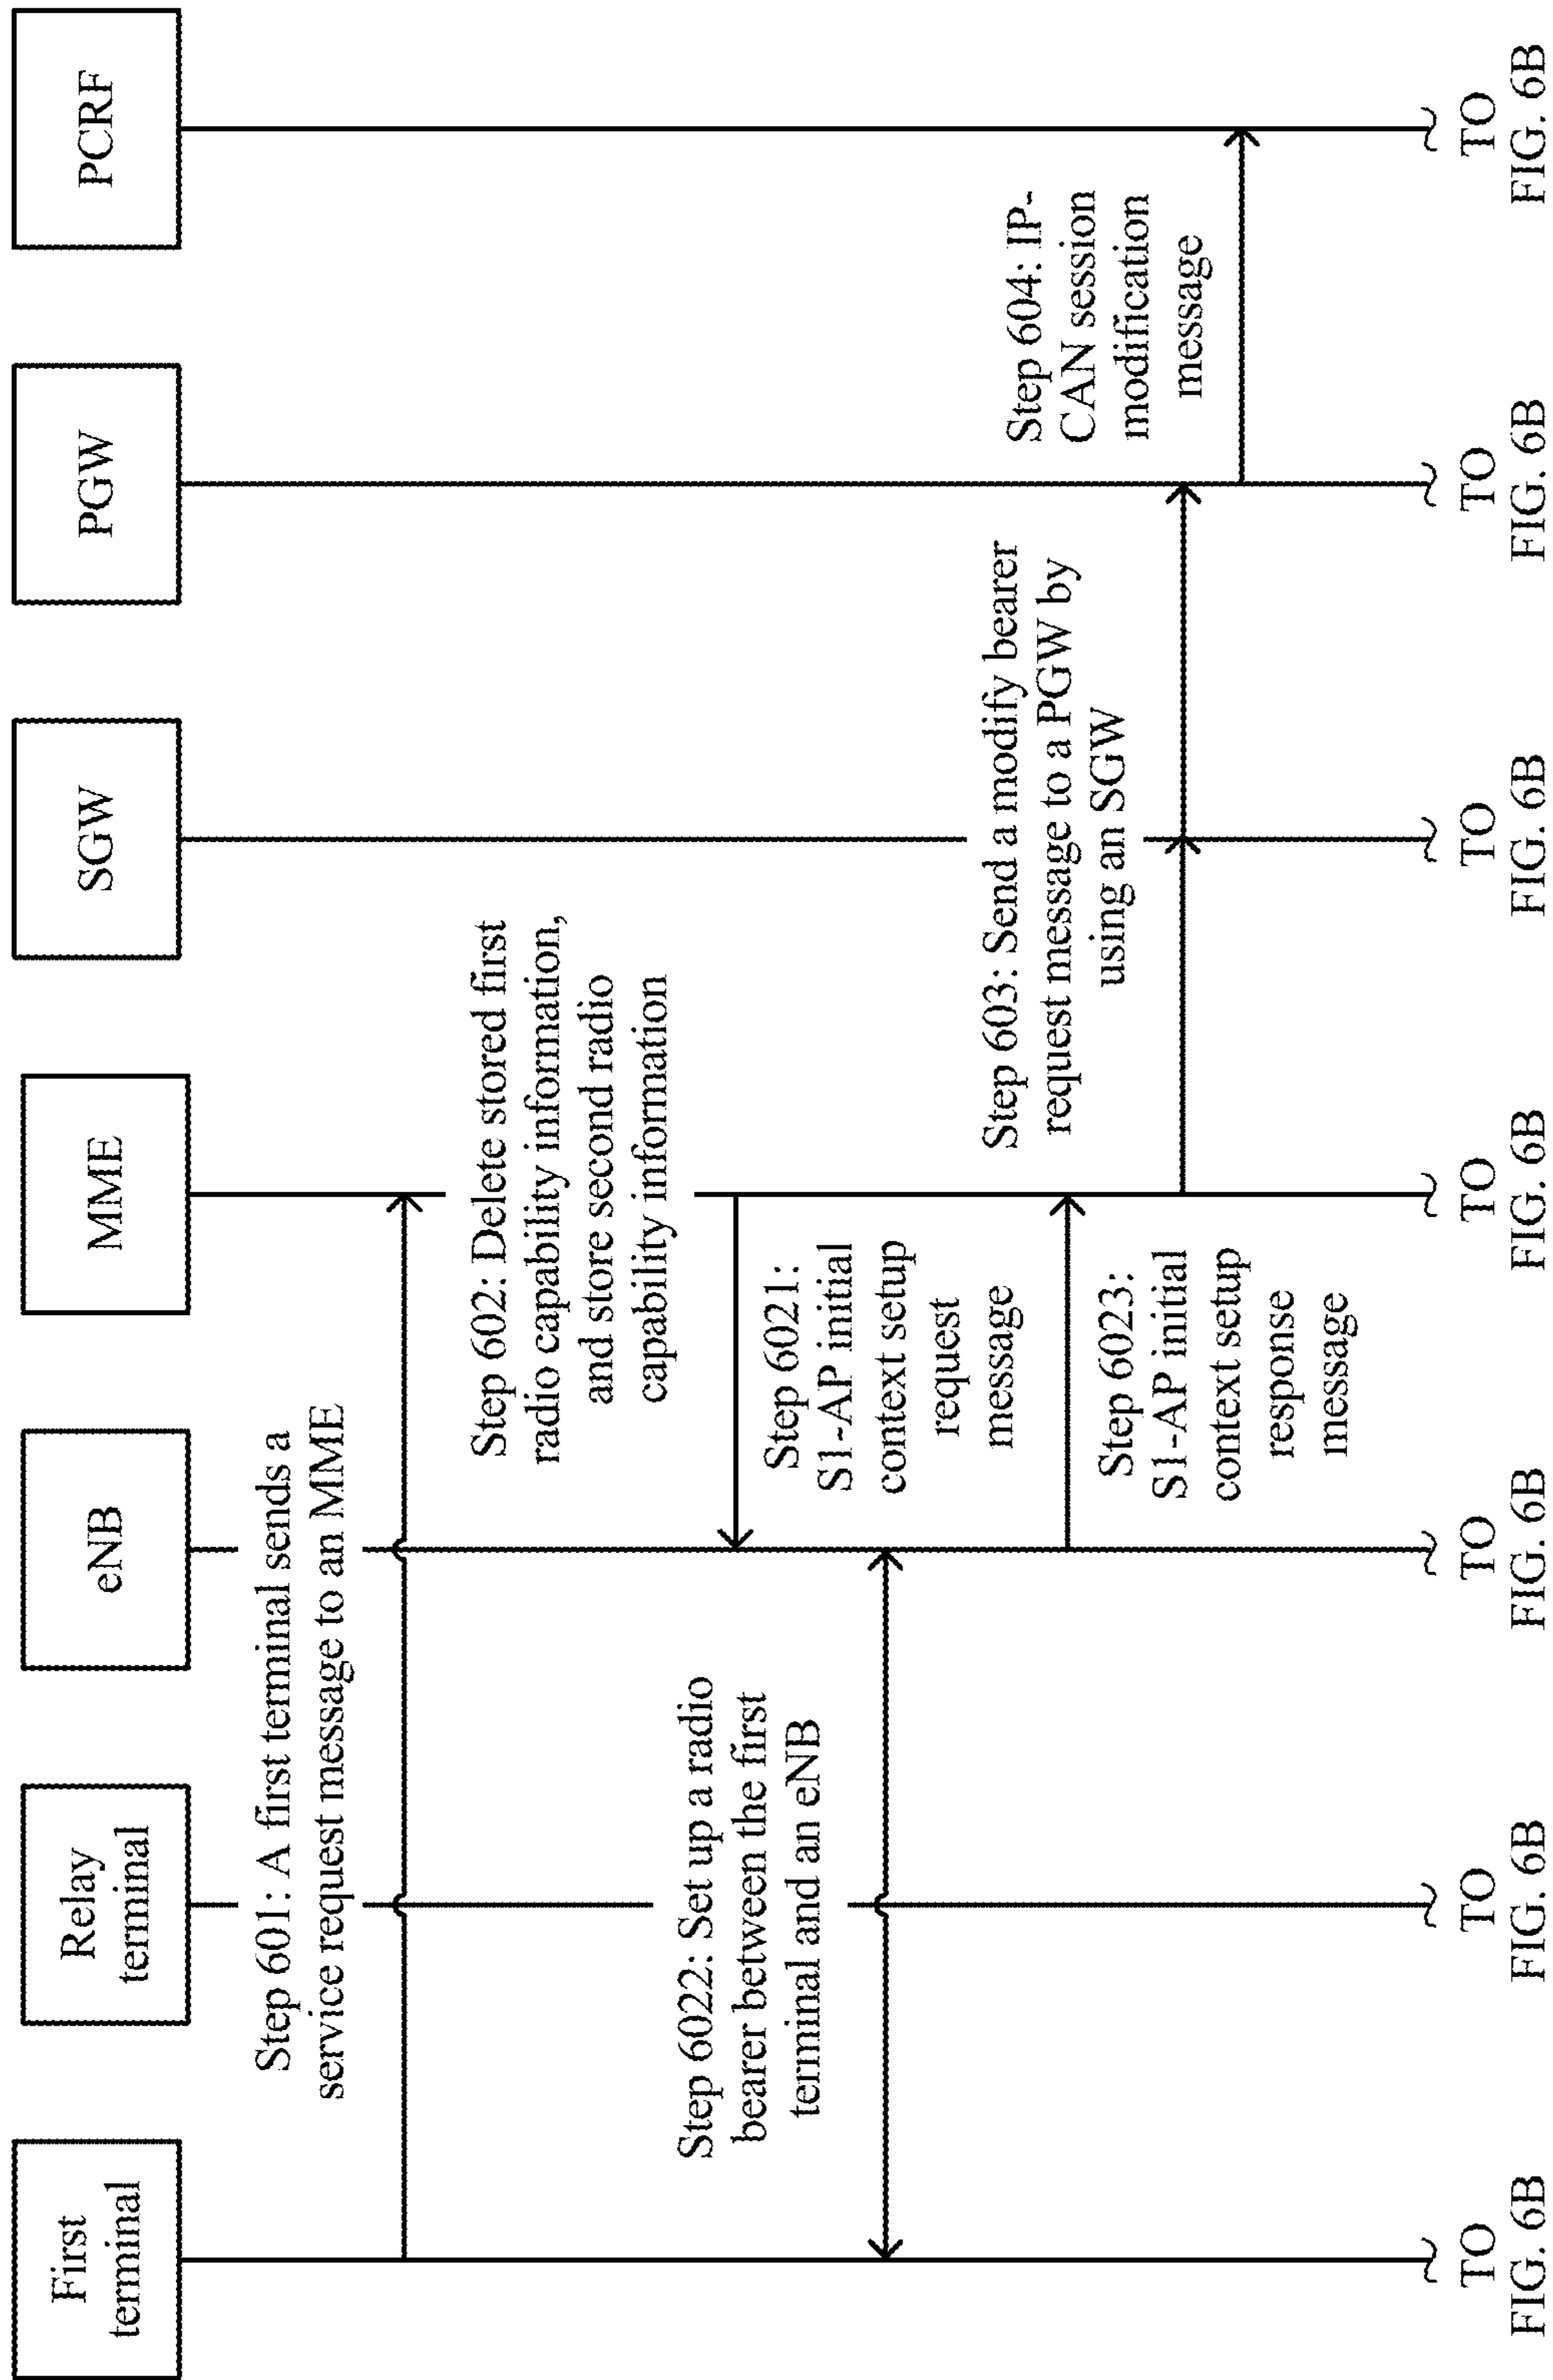 First
terminal
Relay
terminal
eNB
MME
SGW
PGW
PCRF
Step 601: A first terminal sends a
service request message to an MME
Step 602: Delete stored first
radio capability information,
and store second radio
capability information
Step 6021:
S1-AP initial
context setup
request
message
Step 6022: Set up a radio
bearer between the first
terminal and an eNB
Step 6023:
S1-AP initial
context setup
response
message
Step 603: Send a modify bearer
request message to a PGW by
using an SGW
Step 604: IP-
CAN session
modification
message
TO
FIG. 6B
TO
FIG. 6B
TO
FIG. 6B
TO
FIG. 6B
TO
FIG. 6B
TO
FIG. 6B
TO
FIG. 6B